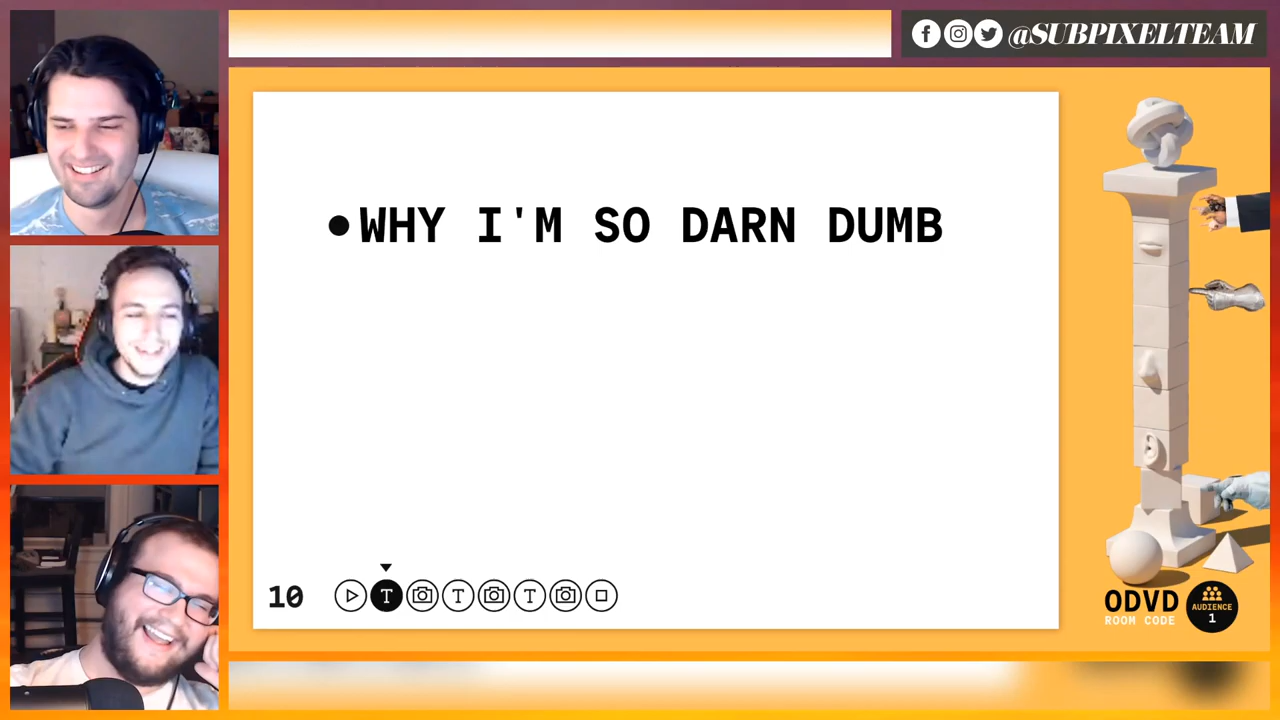 @SUBPIXELTEAM
•WHY I'M SO DARN DUMB
10
T
T
T
ODVD
ROOM CODE
AUDIENCE
1